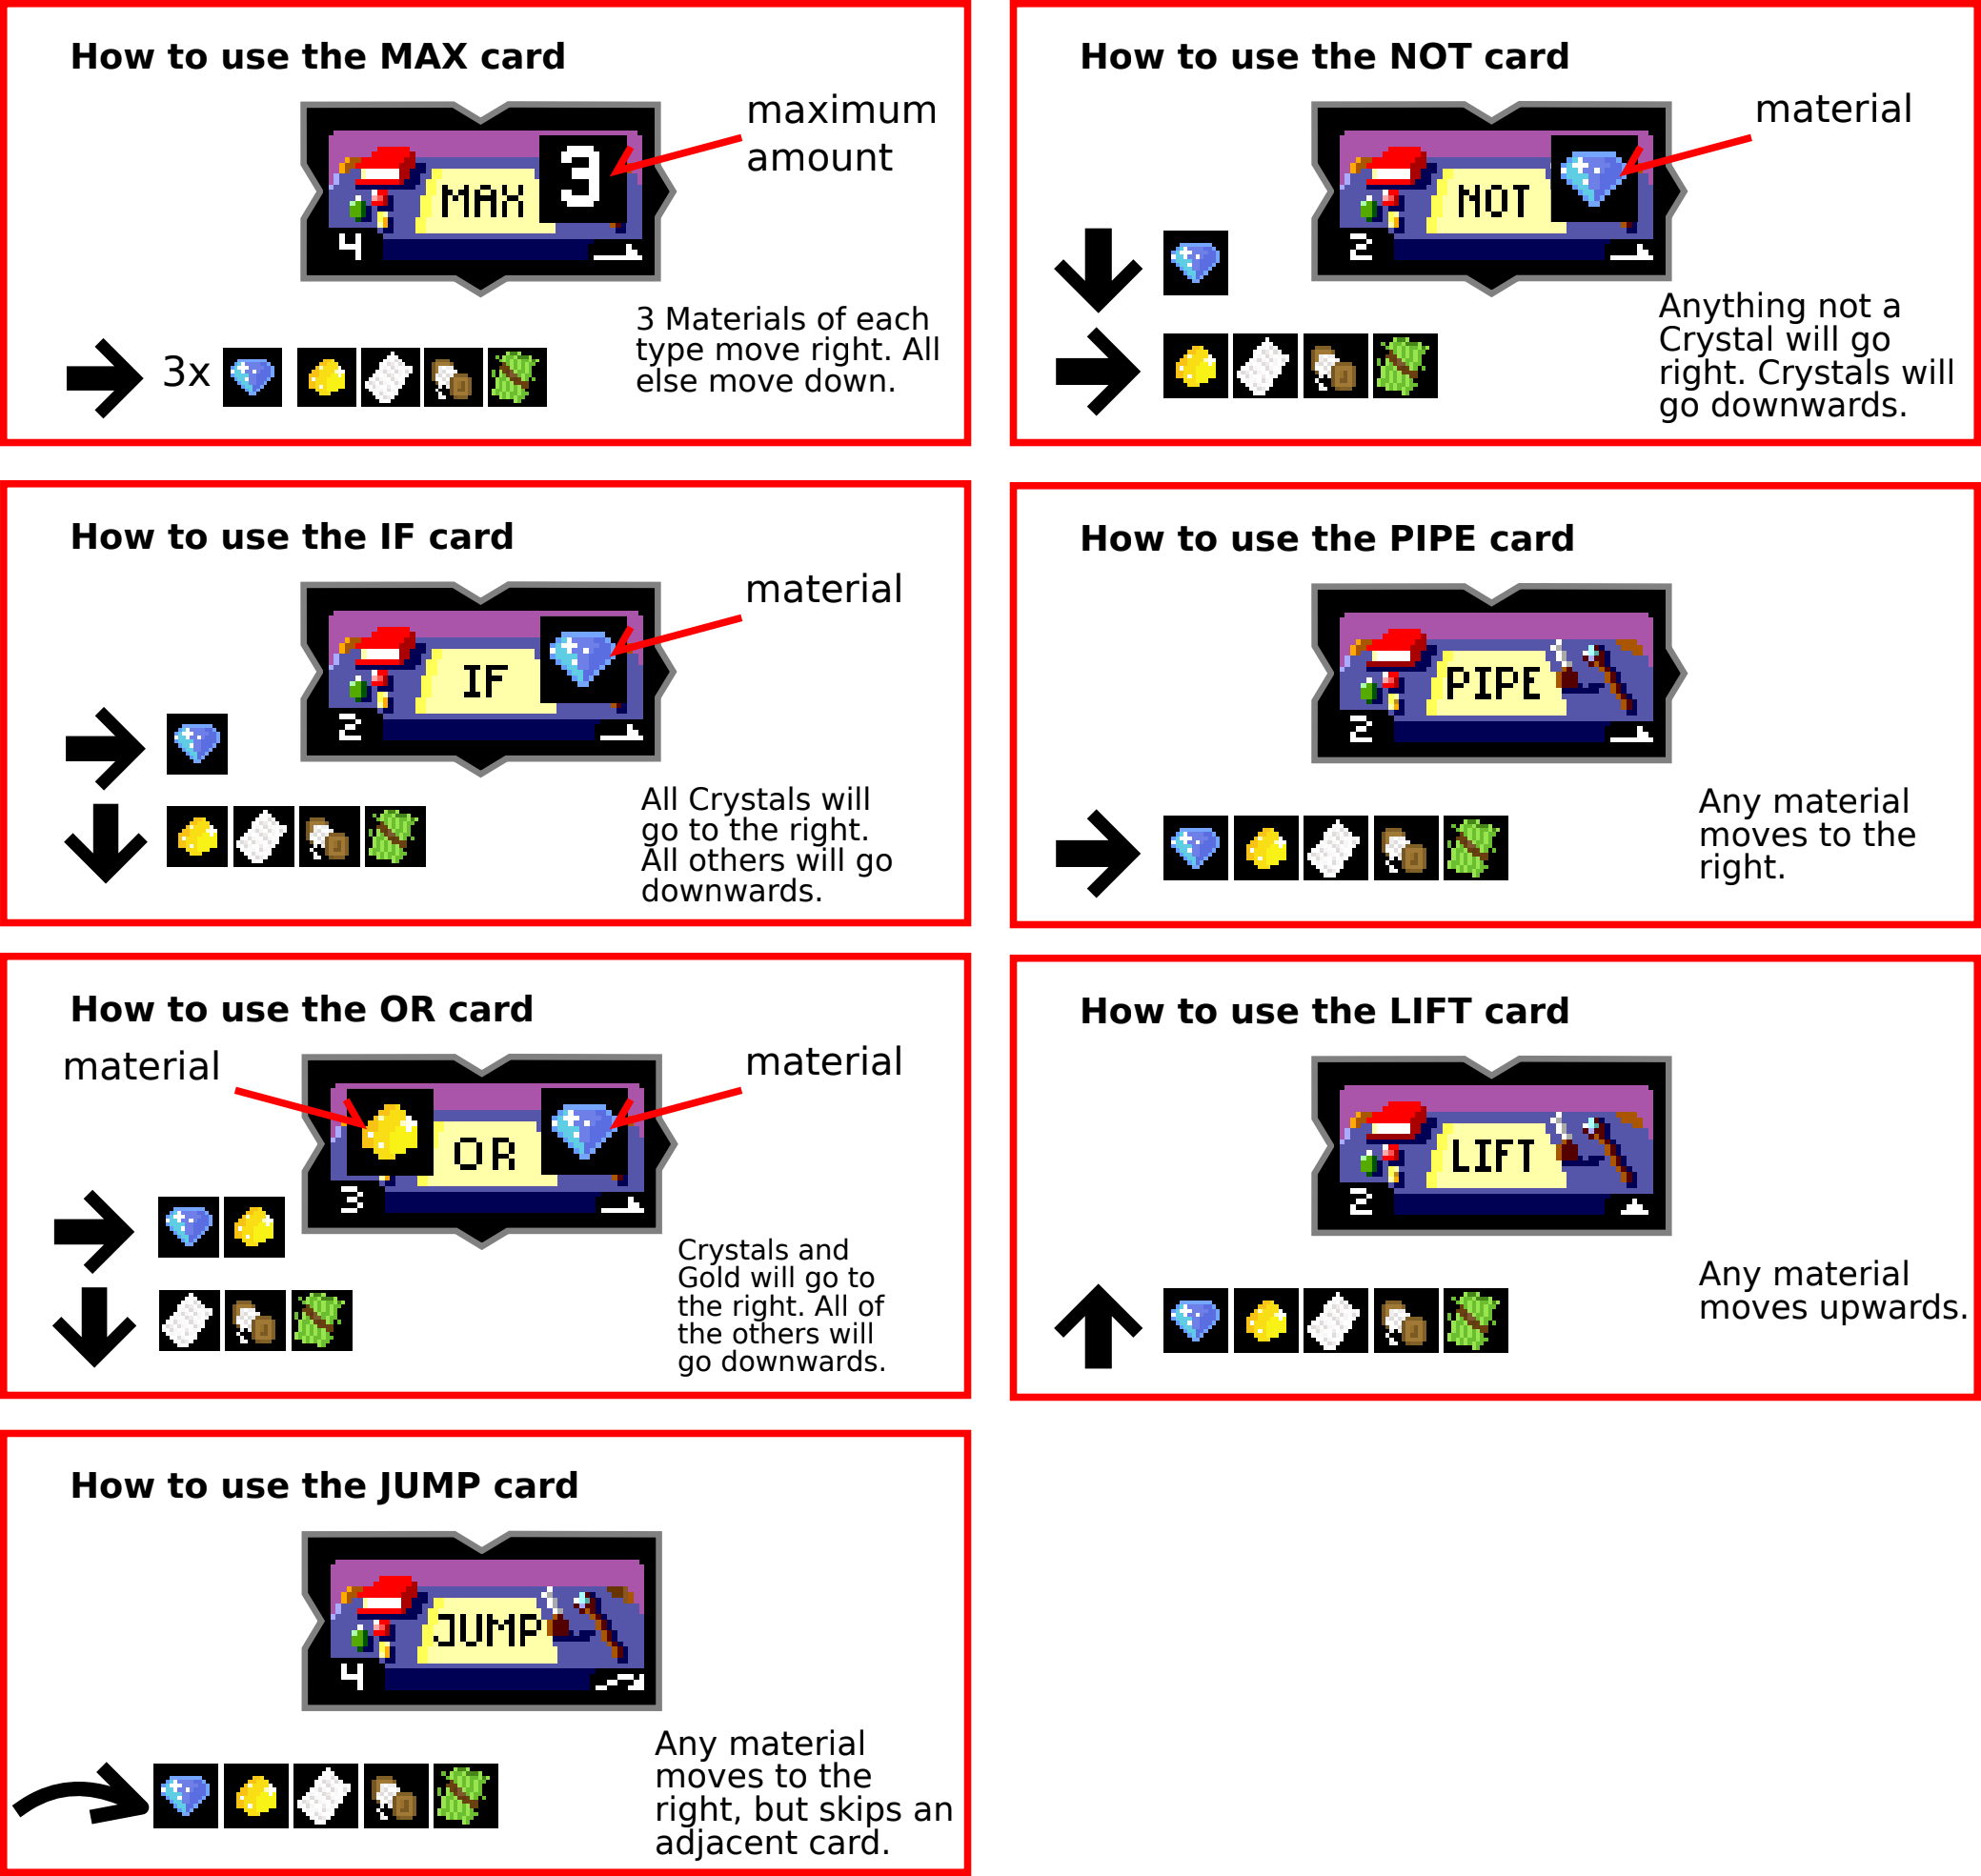 How to use the MAX card
maximum
amount
MAX
3
4
3x
3 Materials of each
type move right. All
else move down.
How to use the NOT card
material
NOT
2
Anything not a
Crystal will go
right. Crystals will
go downwards.
How to use the IF card
material
IF
2
All Crystals will
go to the right.
All others will go
downwards.
How to use the PIPE card
PIPE
2
Any material
moves to the
right.
How to use the OR card
material
material
OR
3
Crystals and
Gold will go to
the right. All of
the others will
go downwards.
How to use the LIFT card
LIFT
2
Any material
moves upwards.
How to use the JUMP card
JUMP
4
Any material
moves to the
right, but skips an
adjacent card.